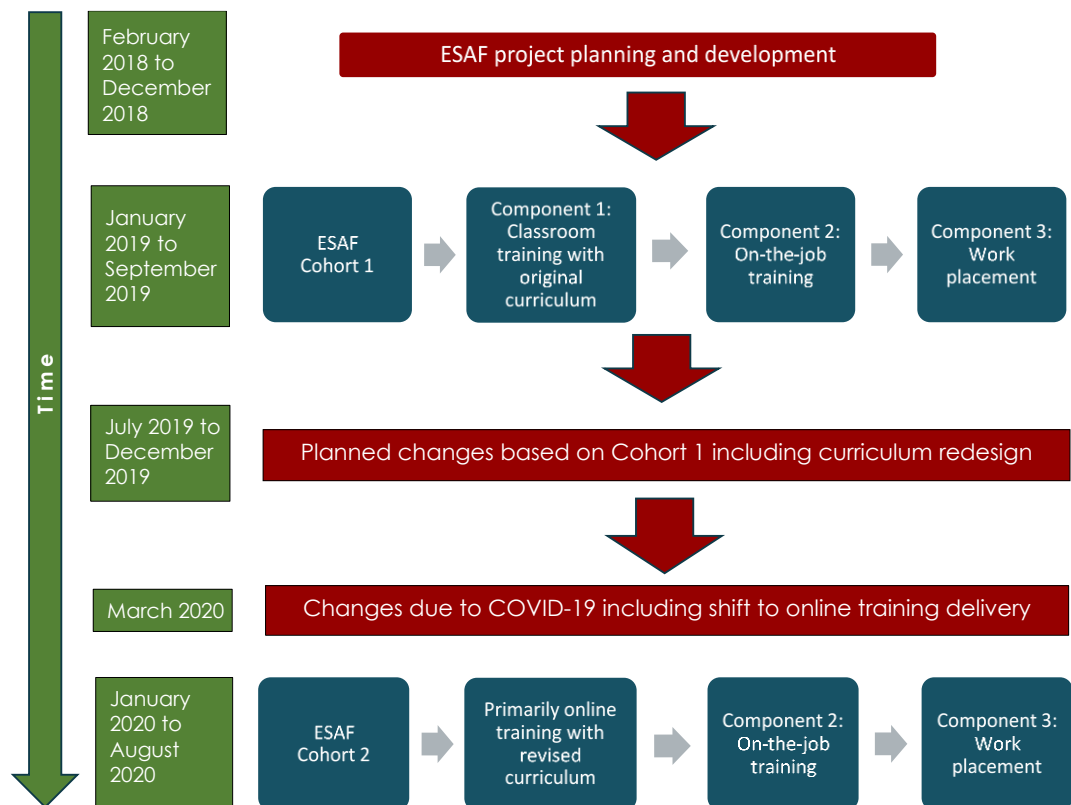 February
2018 to
December
2018
ESAF project planning and development
January
2019 to
September
2019
ESAF
Cohort 1
Component 1:
Classroom
training with
original
curriculum
Component 2:
On-the-job
training
Component 3:
Work
placement
Time
July 2019 to
December
2019
Planned changes based on Cohort 1 including curriculum redesign
March 2020
Changes due to COVID-19 including shift to online training delivery
January
2020 to
August
2020
ESAF
Cohort 2
Primarily online
training with
revised
curriculum
Component 2:
On-the-job
training
Component 3:
Work
placement